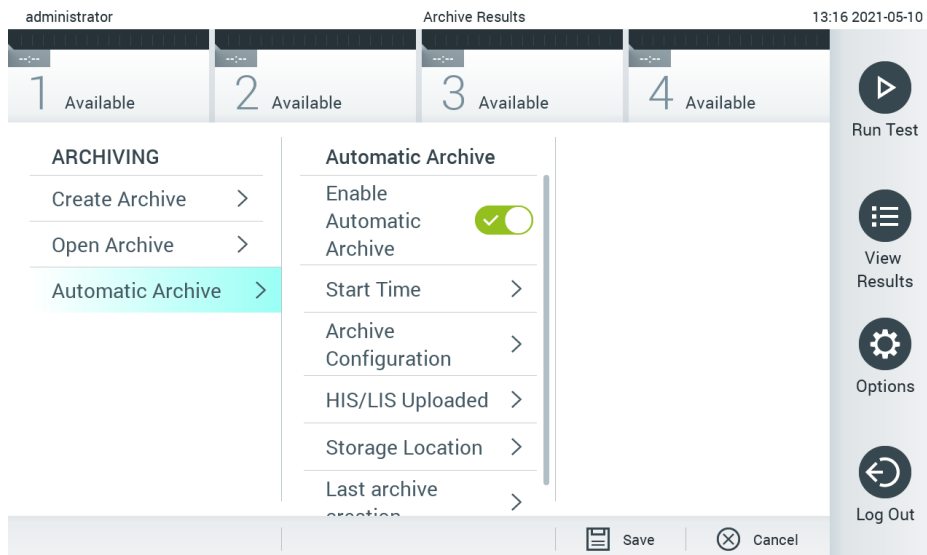 administrator
Archive Results
13:16 2021-05-10
--:--
1 Available
--:--
2 Available
--:--
3 Available
--:--
4 Available
Run Test
View
Results
Options
Log Out
ARCHIVING
Create Archive
Open Archive
Automatic Archive
Automatic Archive
Enable
Automatic
Archive
Start Time
Archive
Configuration
HIS/LIS Uploaded
Storage Location
Last archive
creation
Save
Cancel